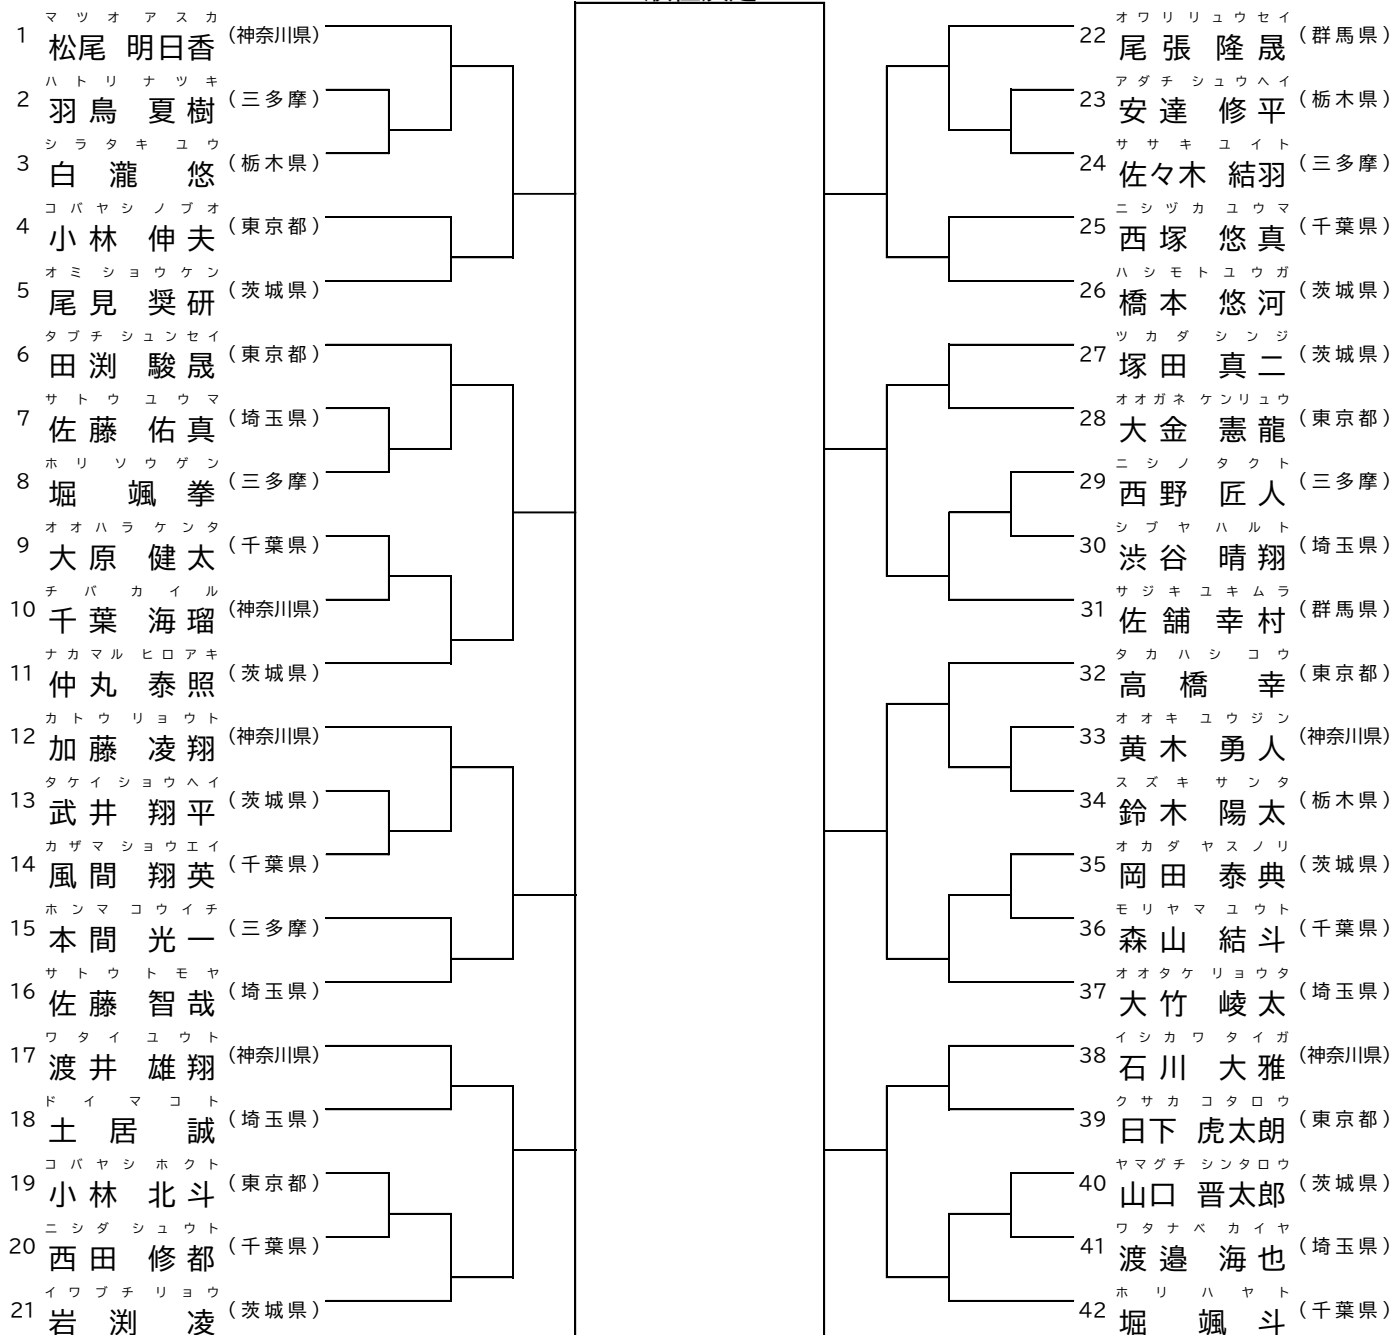 マツオ アスカ
1 松尾 明日香 (神奈川県)
ハトリ ナツキ
2 羽鳥 夏樹 (三多摩)
シラタキ ユウ
3 白瀧 悠 (栃木県)
コバヤシ ノブオ
4 小林 伸夫 (東京都)
オミ ショウケン
5 尾見 奨研 (茨城県)
タブチ シュンセイ
6 田渕 駿晟 (東京都)
サトウ ユウマ
7 佐藤 佑真 (埼玉県)
ホリ ソウゲン
8 堀 颯拳 (三多摩)
オオハラ ケンタ
9 大原 健太 (千葉県)
チバ カイル
10 千葉 海瑠 (神奈川県)
ナカマル ヒロアキ
11 仲丸 泰照 (茨城県)
カトウ リョウト
12 加藤 凌翔 (神奈川県)
タケイ ショウヘイ
13 武井 翔平 (茨城県)
カザマ ショウエイ
14 風間 翔英 (千葉県)
ホンマ コウイチ
15 本間 光一 (三多摩)
サトウ トモヤ
16 佐藤 智哉 (埼玉県)
ワタイ ユウト
17 渡井 雄翔 (神奈川県)
ドイ マコト
18 土居 誠 (埼玉県)
コバヤシ ホクト
19 小林 北斗 (東京都)
ニシダ シュウト
20 西田 修都 (千葉県)
イワブチ リョウ
21 岩渕 凌 (茨城県)
オワリ リュウセイ
22 尾張 隆晟 (群馬県)
アダチ シュウヘイ
23 安達 修平 (栃木県)
ササキ ユイト
24 佐々木 結羽 (三多摩)
ニシヅカ ユウマ
25 西塚 悠真 (千葉県)
ハシモト ユウガ
26 橋本 悠河 (茨城県)
ツカダ シンジ
27 塚田 真二 (茨城県)
オオガネ ケンリュウ
28 大金 憲龍 (東京都)
ニシノ タクト
29 西野 匠人 (三多摩)
シブヤ ハルト
30 渋谷 晴翔 (埼玉県)
サジキ ユキムラ
31 佐舗 幸村 (群馬県)
タカハシ コウ
32 高橋 幸 (東京都)
オオキ ユウジン
33 黄木 勇人 (神奈川県)
スズキ サンタ
34 鈴木 陽太 (栃木県)
オカダ ヤスノリ
35 岡田 泰典 (茨城県)
モリヤマ ユウト
36 森山 結斗 (千葉県)
オオタケ リョウタ
37 大竹 崚太 (埼玉県)
イシカワ タイガ
38 石川 大雅 (神奈川県)
クサカ コタロウ
39 日下 虎太朗 (東京都)
ヤマグチ シンタロウ
40 山口 晋太郎 (茨城県)
ワタナベ カイヤ
41 渡邉 海也 (埼玉県)
ホリ ハヤト
42 堀 颯斗 (千葉県)